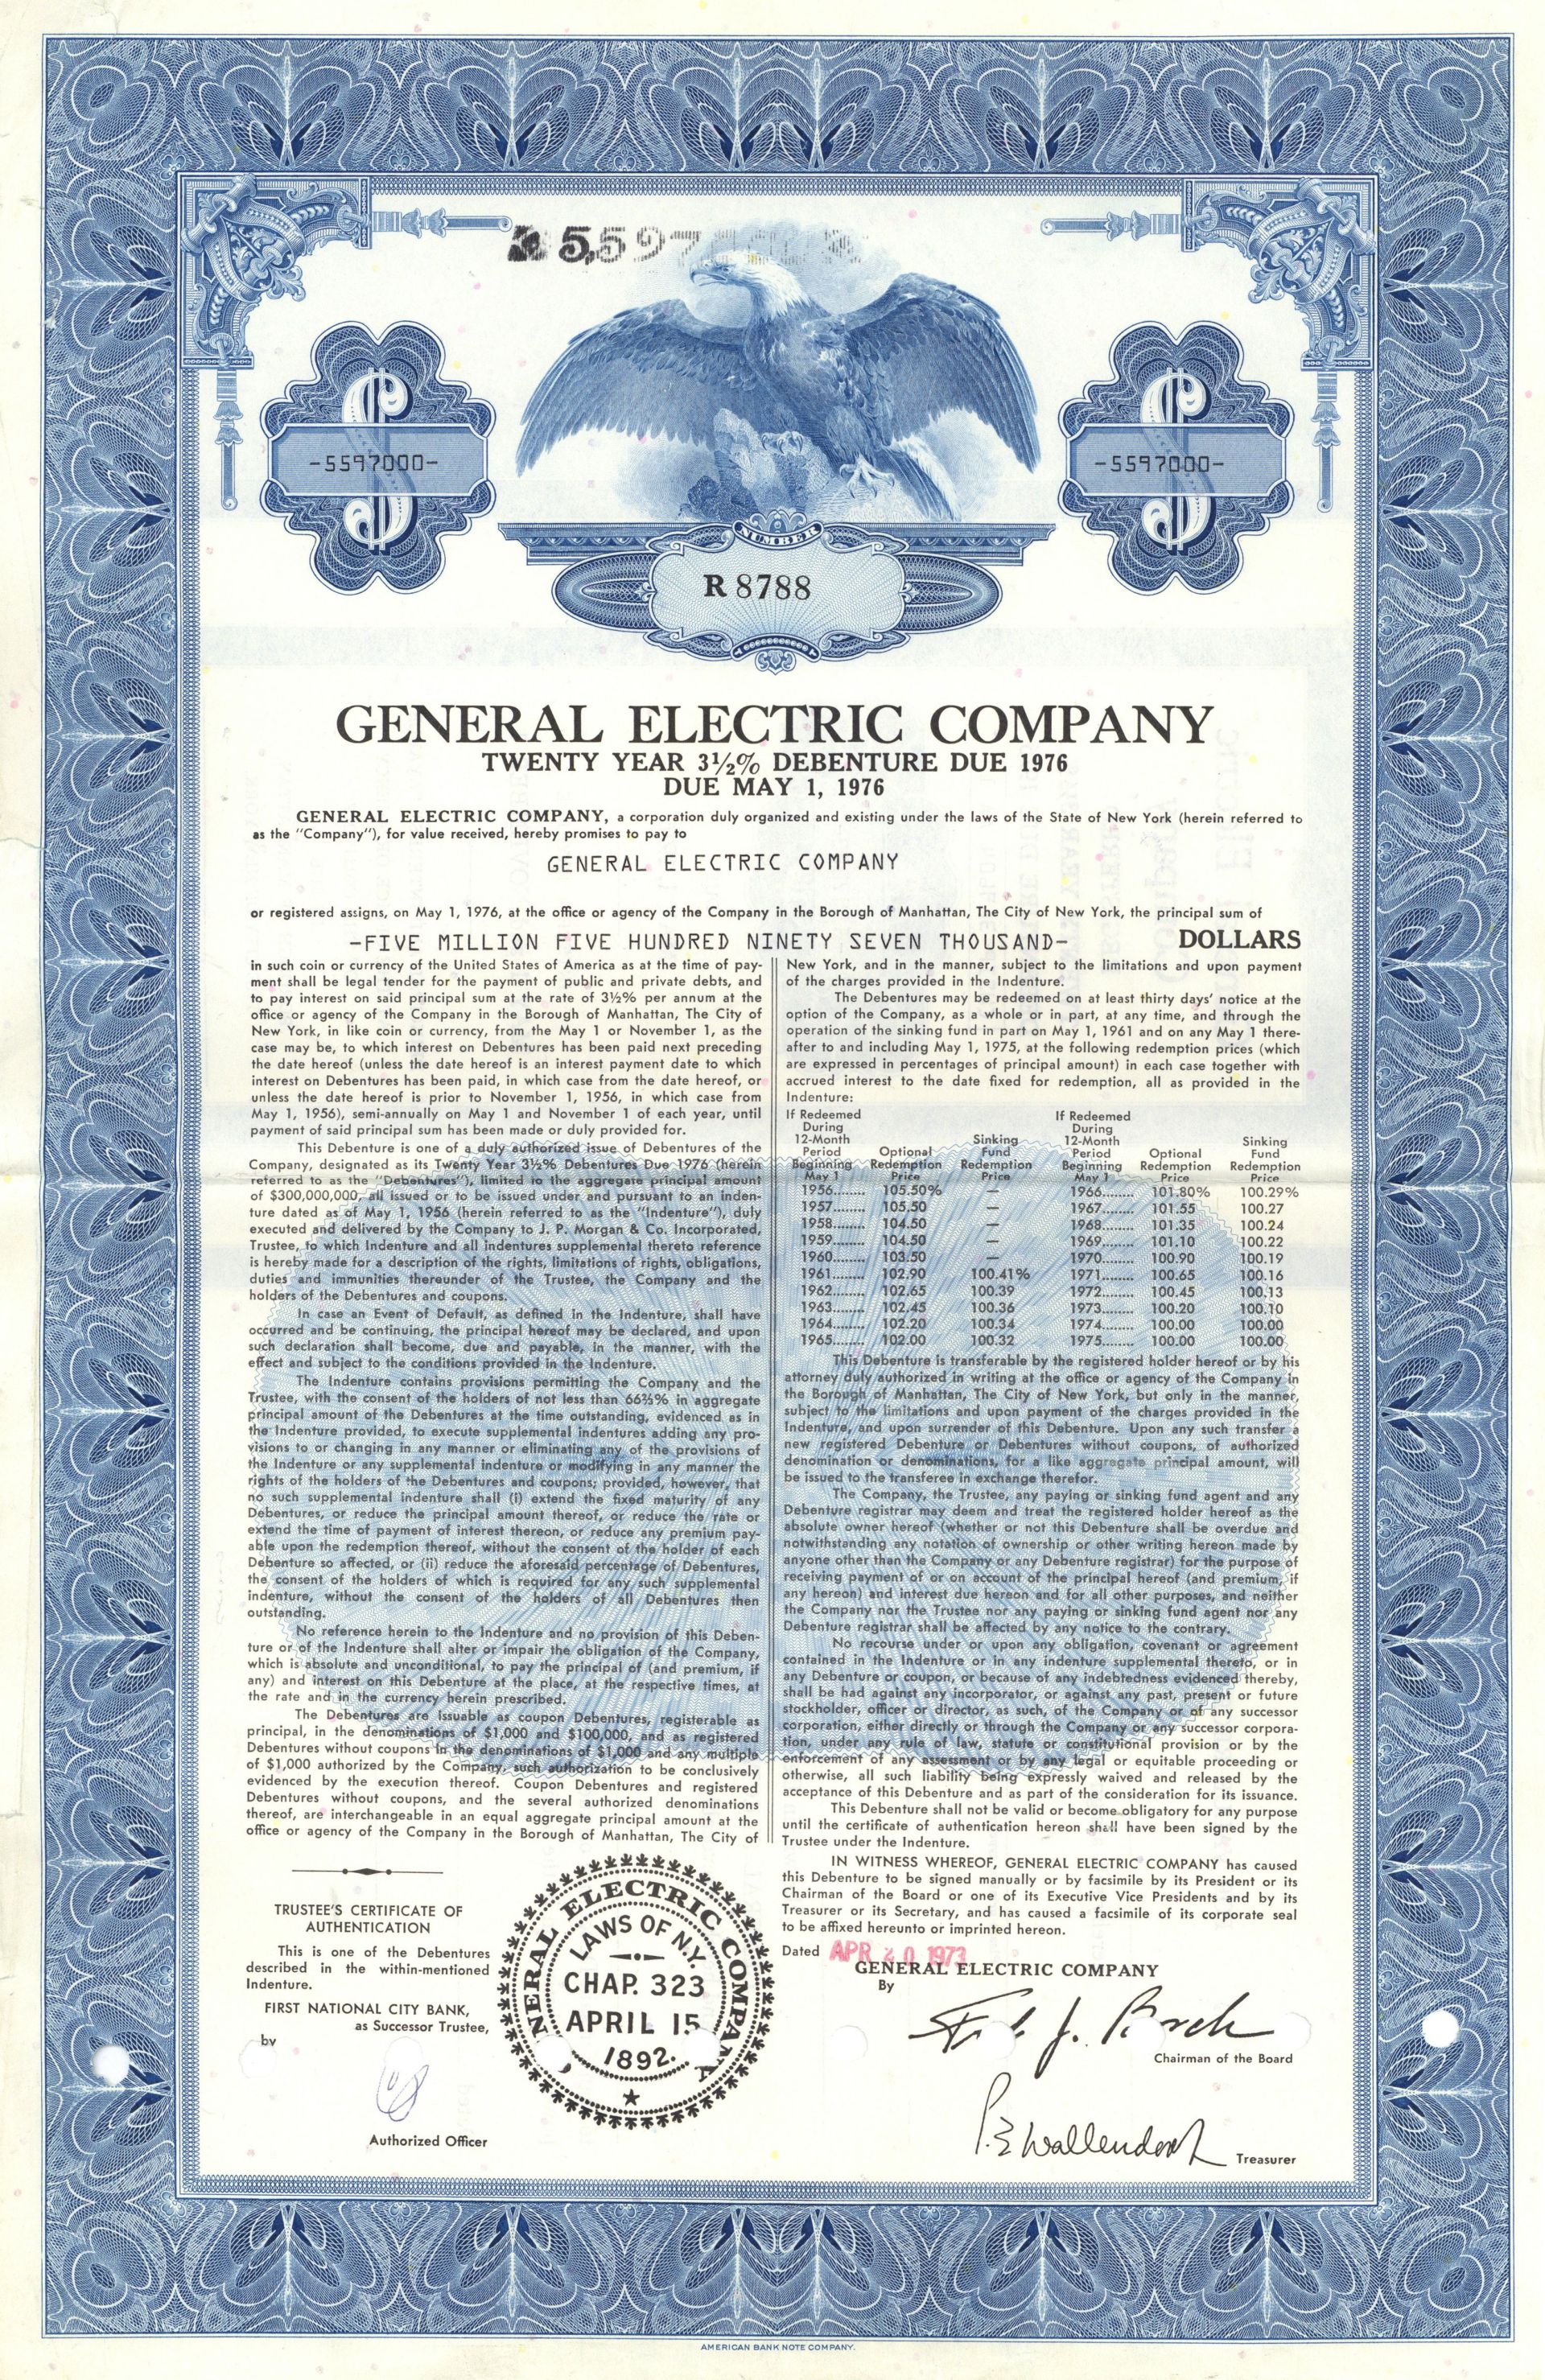 5,597
-5597000-
-5597000-
NUMBER
R 8788
GENERAL ELECTRIC COMPANY
TWENTY YEAR 3½% DEBENTURE DUE 1976
DUE MAY 1, 1976
GENERAL ELECTRIC COMPANY, a corporation duly organized and existing under the laws of the State of New York (herein referred to
as the "Company"), for value received, hereby promises to pay to
GENERAL ELECTRIC COMPANY
or registered assigns, on May 1, 1976, at the office or agency of the Company in the Borough of Manhattan, The City of New York, the principal sum of
-FIVE MILLION FIVE HUNDRED NINETY SEVEN THOUSAND- DOLLARS
in such coin or currency of the United States of America as at the time of pay-
ment shall be legal tender for the payment of public and private debts, and
to pay interest on said principal sum at the rate of 3½% per annum at the
office or agency of the Company in the Borough of Manhattan, The City of
New York, in like coin or currency, from the May 1 or November 1, as the
case may be, to which interest on Debentures has been paid next preceding
the date hereof (unless the date hereof is an interest payment date to which
interest on Debentures has been paid, in which case from the date hereof, or
unless the date hereof is prior to November 1, 1956, in which case from
May 1, 1956), semi-annually on May 1 and November 1 of each year, until
payment of said principal sum has been made or duly provided for.
This Debenture is one of a duly authorized issue of Debentures of the
Company, designated as its Twenty Year 3½% Debentures Due 1976 (herein
referred to as the "Debentures"), limited to the aggregate principal amount
of $300,000,000, all issued or to be issued under and pursuant to an inden-
ture dated as of May 1, 1956 (herein referred to as the "Indenture"), duly
executed and delivered by the Company to J. P. Morgan & Co. Incorporated,
Trustee, to which Indenture and all indentures supplemental thereto reference
is hereby made for a description of the rights, limitations of rights, obligations,
duties and immunities thereunder of the Trustee, the Company and the
holders of the Debentures and coupons.
In case an Event of Default, as defined in the Indenture, shall have
occurred and be continuing, the principal hereof may be declared, and upon
such declaration shall become, due and payable, in the manner, with the
effect and subject to the conditions provided in the Indenture.
The Indenture contains provisions permitting the Company and the
Trustee, with the consent of the holders of not less than 66⅔% in aggregate
principal amount of the Debentures at the time outstanding, evidenced as in
the Indenture provided, to execute supplemental indentures adding any pro-
visions to or changing in any manner or eliminating any of the provisions of
the Indenture or any supplemental indenture or modifying in any manner the
rights of the holders of the Debentures and coupons; provided, however, that
no such supplemental indenture shall (i) extend the fixed maturity of any
Debentures, or reduce the principal amount thereof, or reduce the rate or
extend the time of payment of interest thereon, or reduce any premium pay-
able upon the redemption thereof, without the consent of the holder of each
Debenture so affected, or (ii) reduce the aforesaid percentage of Debentures,
the consent of the holders of which is required for any such supplemental
indenture, without the consent of the holders of all Debentures then
outstanding.
No reference herein to the Indenture and no provision of this Deben-
ture or of the Indenture shall alter or impair the obligation of the Company,
which is absolute and unconditional, to pay the principal of (and premium, if
any) and interest on this Debenture at the place, at the respective times, at
the rate and in the currency herein prescribed.
The Debentures are issuable as coupon Debentures, registerable as
principal, in the denominations of $1,000 and $100,000, and as registered
Debentures without coupons in the denominations of $1,000 and any multiple
of $1,000 authorized by the Company, such authorization to be conclusively
evidenced by the execution thereof. Coupon Debentures and registered
Debentures without coupons, and the several authorized denominations
thereof, are interchangeable in an equal aggregate principal amount at the
office or agency of the Company in the Borough of Manhattan, The City of
New York, and in the manner, subject to the limitations and upon payment
of the charges provided in the Indenture.
The Debentures may be redeemed on at least thirty days' notice at the
option of the Company, as a whole or in part, at any time, and through the
operation of the sinking fund in part on May 1, 1961 and on any May 1 there-
after to and including May 1, 1975, at the following redemption prices (which
are expressed in percentages of principal amount) in each case together with
accrued interest to the date fixed for redemption, all as provided in the
Indenture:
If Redeemed If Redeemed
During During
12-Month Sinking 12-Month Sinking
Period Optional Fund Period Optional Fund
Beginning Redemption Redemption Beginning Redemption Redemption
May 1 Price Price May 1 Price Price
1956........ 105.50% — 1966........ 101.80% 100.29%
1957........ 105.50 — 1967........ 101.55 100.27
1958........ 104.50 — 1968........ 101.35 100.24
1959........ 104.50 — 1969........ 101.10 100.22
1960........ 103.50 — 1970........ 100.90 100.19
1961........ 102.90 100.41% 1971........ 100.65 100.16
1962........ 102.65 100.39 1972........ 100.45 100.13
1963........ 102.45 100.36 1973........ 100.20 100.10
1964........ 102.20 100.34 1974........ 100.00 100.00
1965........ 102.00 100.32 1975........ 100.00 100.00
This Debenture is transferable by the registered holder hereof or by his
attorney duly authorized in writing at the office or agency of the Company in
the Borough of Manhattan, The City of New York, but only in the manner,
subject to the limitations and upon payment of the charges provided in the
Indenture, and upon surrender of this Debenture. Upon any such transfer a
new registered Debenture or Debentures without coupons, of authorized
denomination or denominations, for a like aggregate principal amount, will
be issued to the transferee in exchange therefor.
The Company, the Trustee, any paying or sinking fund agent and any
Debenture registrar may deem and treat the registered holder hereof as the
absolute owner hereof (whether or not this Debenture shall be overdue and
notwithstanding any notation of ownership or other writing hereon made by
anyone other than the Company or any Debenture registrar) for the purpose of
receiving payment of or on account of the principal hereof (and premium, if
any hereon) and interest due hereon and for all other purposes, and neither
the Company nor the Trustee nor any paying or sinking fund agent nor any
Debenture registrar shall be affected by any notice to the contrary.
No recourse under or upon any obligation, covenant or agreement
contained in the Indenture or in any indenture supplemental thereto, or in
any Debenture or coupon, or because of any indebtedness evidenced thereby,
shall be had against any incorporator, or against any past, present or future
stockholder, officer or director, as such, of the Company or of any successor
corporation, either directly or through the Company or any successor corpora-
tion, under any rule of law, statute or constitutional provision or by the
enforcement of any assessment or by any legal or equitable proceeding or
otherwise, all such liability being expressly waived and released by the
acceptance of this Debenture and as part of the consideration for its issuance.
This Debenture shall not be valid or become obligatory for any purpose
until the certificate of authentication hereon shall have been signed by the
Trustee under the Indenture.
IN WITNESS WHEREOF, GENERAL ELECTRIC COMPANY has caused
this Debenture to be signed manually or by facsimile by its President or its
Chairman of the Board or one of its Executive Vice Presidents and by its
Treasurer or its Secretary, and has caused a facsimile of its corporate seal
to be affixed hereunto or imprinted hereon.
Dated APR 20 1973
GENERAL ELECTRIC COMPANY
By
Chairman of the Board
Treasurer
TRUSTEE'S CERTIFICATE OF
AUTHENTICATION
This is one of the Debentures
described in the within-mentioned
Indenture.
FIRST NATIONAL CITY BANK,
as Successor Trustee,
by
Authorized Officer
GENERAL ELECTRIC COMPANY
LAWS OF N.Y.
CHAP. 323
APRIL 15
1892.
AMERICAN BANK NOTE COMPANY.